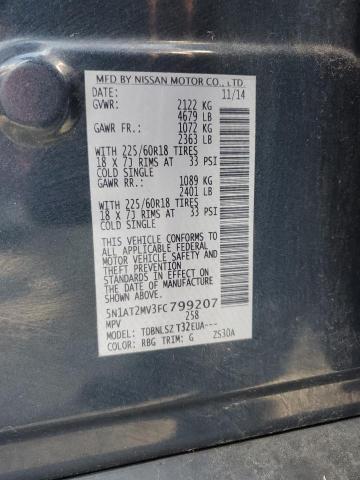 MFD BY NISSAN MOTOR CO., LTD.
DATE: 11/14
GVWR: 2122 KG
4679 LB
GAWR FR.: 1072 KG
2363 LB
WITH 225/60R18 TIRES
18 X 7J RIMS AT 33 PSI
COLD SINGLE
GAWR RR.: 1089 KG
2401 LB
WITH 225/60R18 TIRES
18 X 7J RIMS AT 33 PSI
COLD SINGLE
THIS VEHICLE CONFORMS TO
ALL APPLICABLE FEDERAL
MOTOR VEHICLE SAFETY AND
THEFT PREVENTION
STANDARDS IN EFFECT ON
THE DATE OF MANUFACTURE
SHOWN ABOVE.
5N1AT2MV3FC799207
MPV 258
MODEL: TDBNLSZ T32EUA---
COLOR: RBG TRIM: G ZS30A